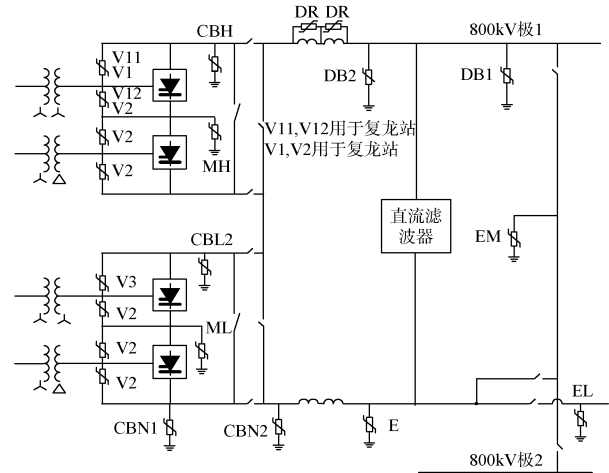 DR DR
CBH
800kV极1
V11
V1
V12
V2
DB2
DB1
V11,V12用于复龙站
V1,V2用于复龙站
V2
MH
V2
直流滤
波器
EM
CBL2
V3
V2
ML
V2
V2
EL
CBN1
CBN2
E
800kV极2